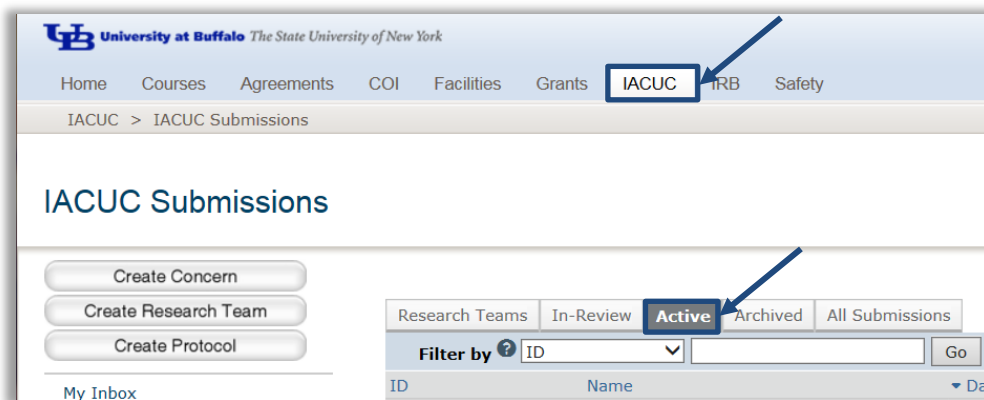 UB University at Buffalo The State University of New York
Home Courses Agreements COI Facilities Grants IACUC IRB Safety
IACUC > IACUC Submissions
IACUC Submissions
Create Concern
Create Research Team
Create Protocol
My Inbox
Research Teams In-Review Active Archived All Submissions
Filter by ? ID Go
ID Name